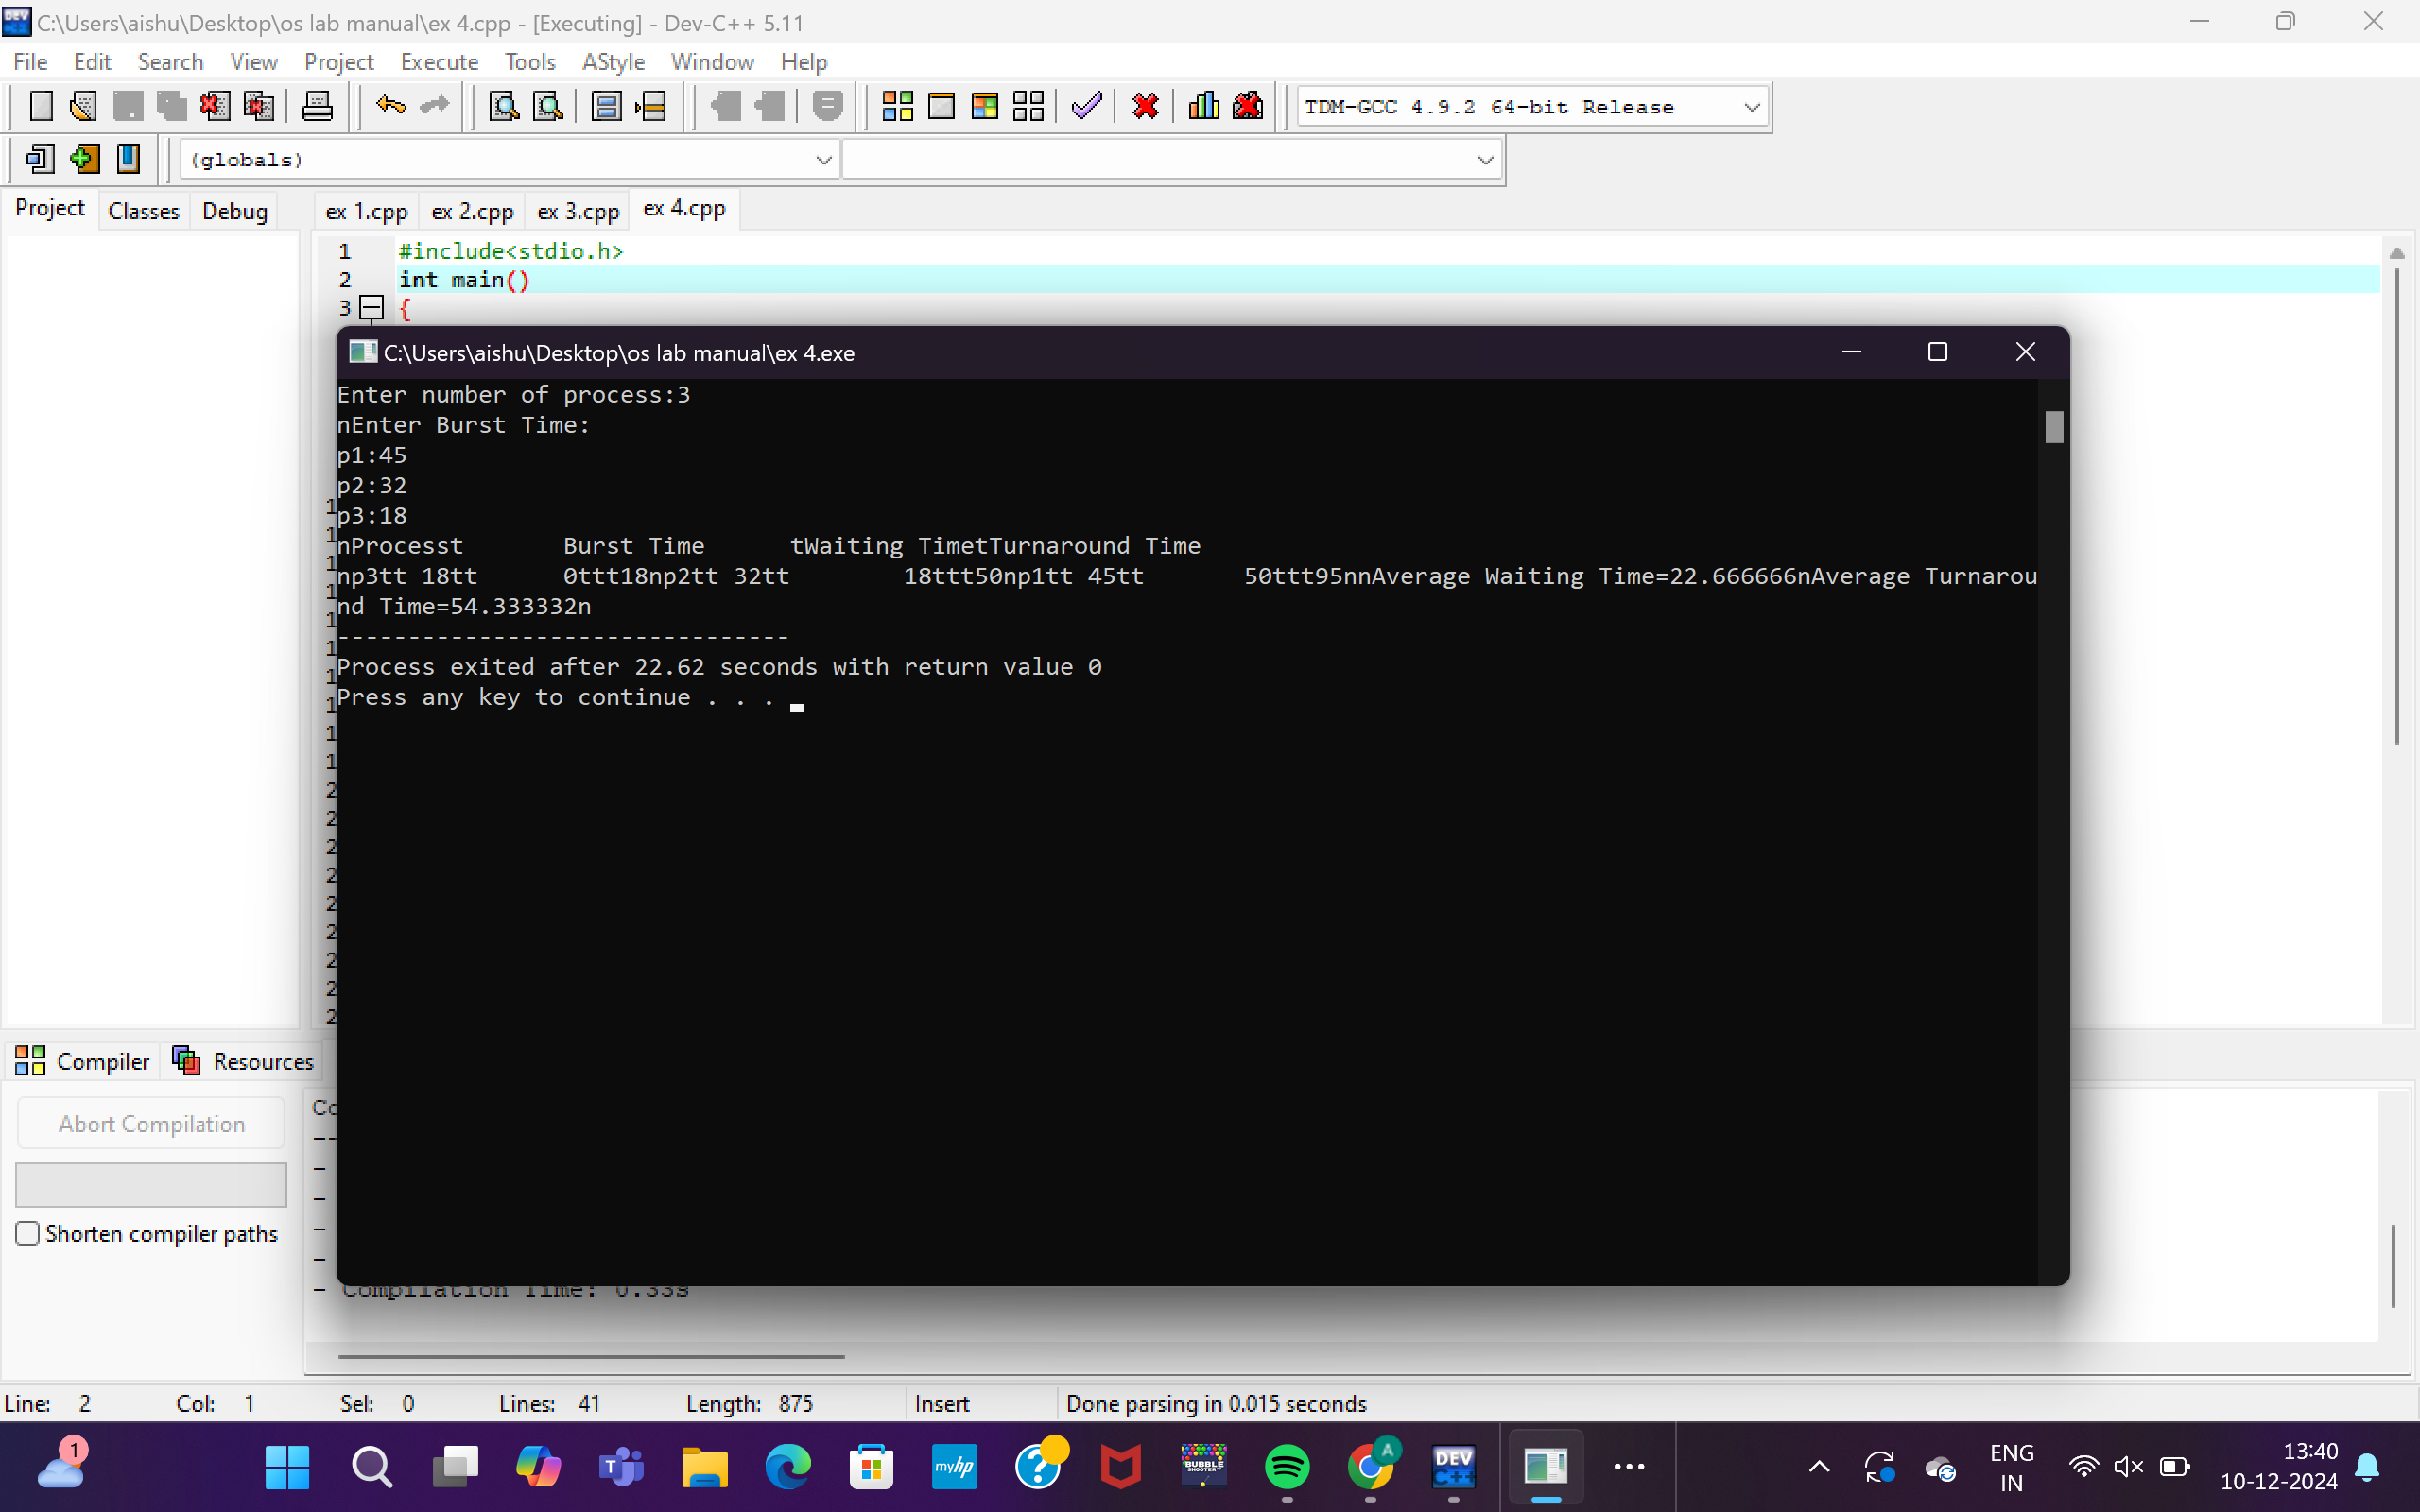 C:\Users\aishu\Desktop\os lab manual\ex 4.cpp - [Executing] - Dev-C++ 5.11
File Edit Search View Project Execute Tools AStyle Window Help
TDM-GCC 4.9.2 64-bit Release
(globals)
Project Classes Debug ex 1.cpp ex 2.cpp ex 3.cpp ex 4.cpp
1 #include<stdio.h>
2 int main()
3 {
C:\Users\aishu\Desktop\os lab manual\ex 4.exe
Enter number of process:3
nEnter Burst Time:
p1:45
p2:32
p3:18
nProcesst Burst Time tWaiting TimetTurnaround Time
np3tt 18tt 0ttt18np2tt 32tt 18ttt50np1tt 45tt 50ttt95nnAverage Waiting Time=22.666666nAverage Turnarou
nd Time=54.333332n
--------------------------------
Process exited after 22.62 seconds with return value 0
Press any key to continue . . .
Compiler Resources
Abort Compilation
Shorten compiler paths
- Compilation Time: 0.33s
Line: 2 Col: 1 Sel: 0 Lines: 41 Length: 875 Insert Done parsing in 0.015 seconds
1
T
myhp
?
BUBBLE SHOOTER
A
DEV C++
ENG
IN
13:40
10-12-2024